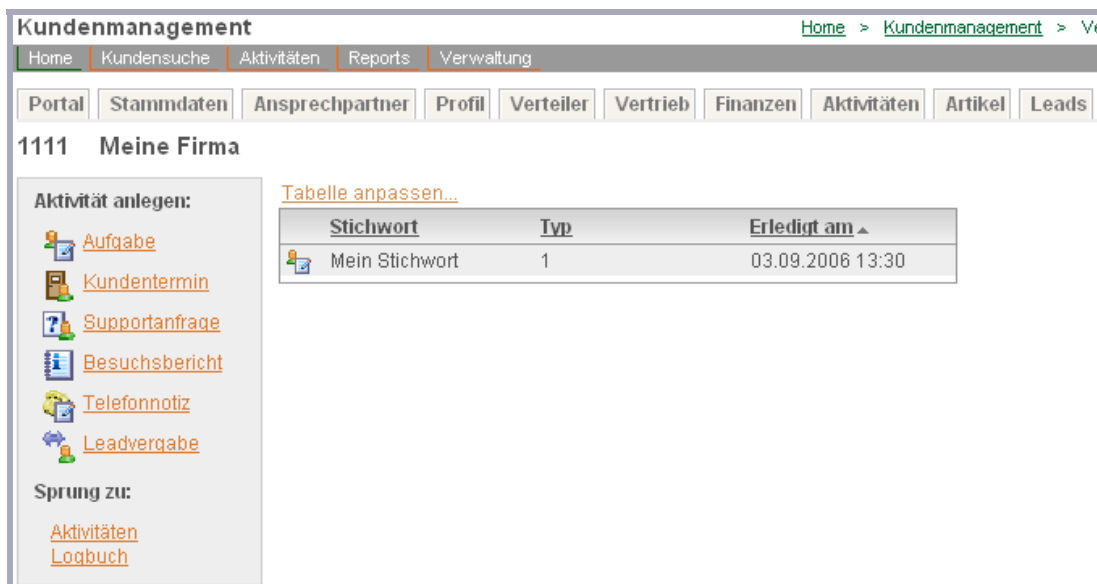 Kundenmanagement
Home > Kundenmanagement >
Home Kundensuche Aktivitäten Reports Verwaltung
Portal Stammdaten Ansprechpartner Profil Verteiler Vertrieb Finanzen Aktivitäten Artikel Leads
1111 Meine Firma
Aktivität anlegen:
Aufgabe
Kundentermin
Supportanfrage
Besuchsbericht
Telefonnotiz
Leadvergabe
Sprung zu:
Aktivitäten
Logbuch
Tabelle anpassen...
Stichwort Typ Erledigt am
Mein Stichwort 1 03.09.2006 13:30